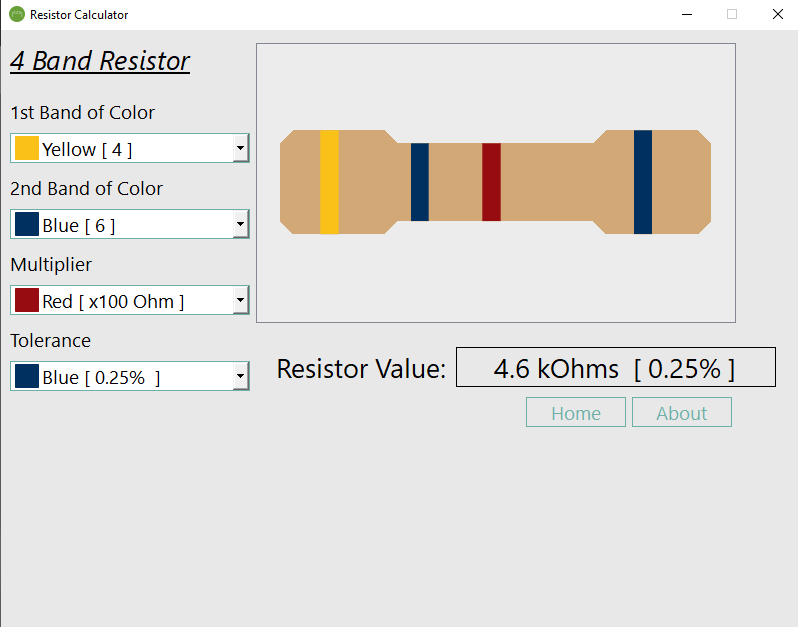 Resistor Calculator
4 Band Resistor
1st Band of Color
Yellow [ 4 ]
2nd Band of Color
Blue [ 6 ]
Multiplier
Red [ x100 Ohm ]
Tolerance
Blue [ 0.25%  ]
Resistor Value: 4.6 kOhms  [ 0.25% ]
Home About